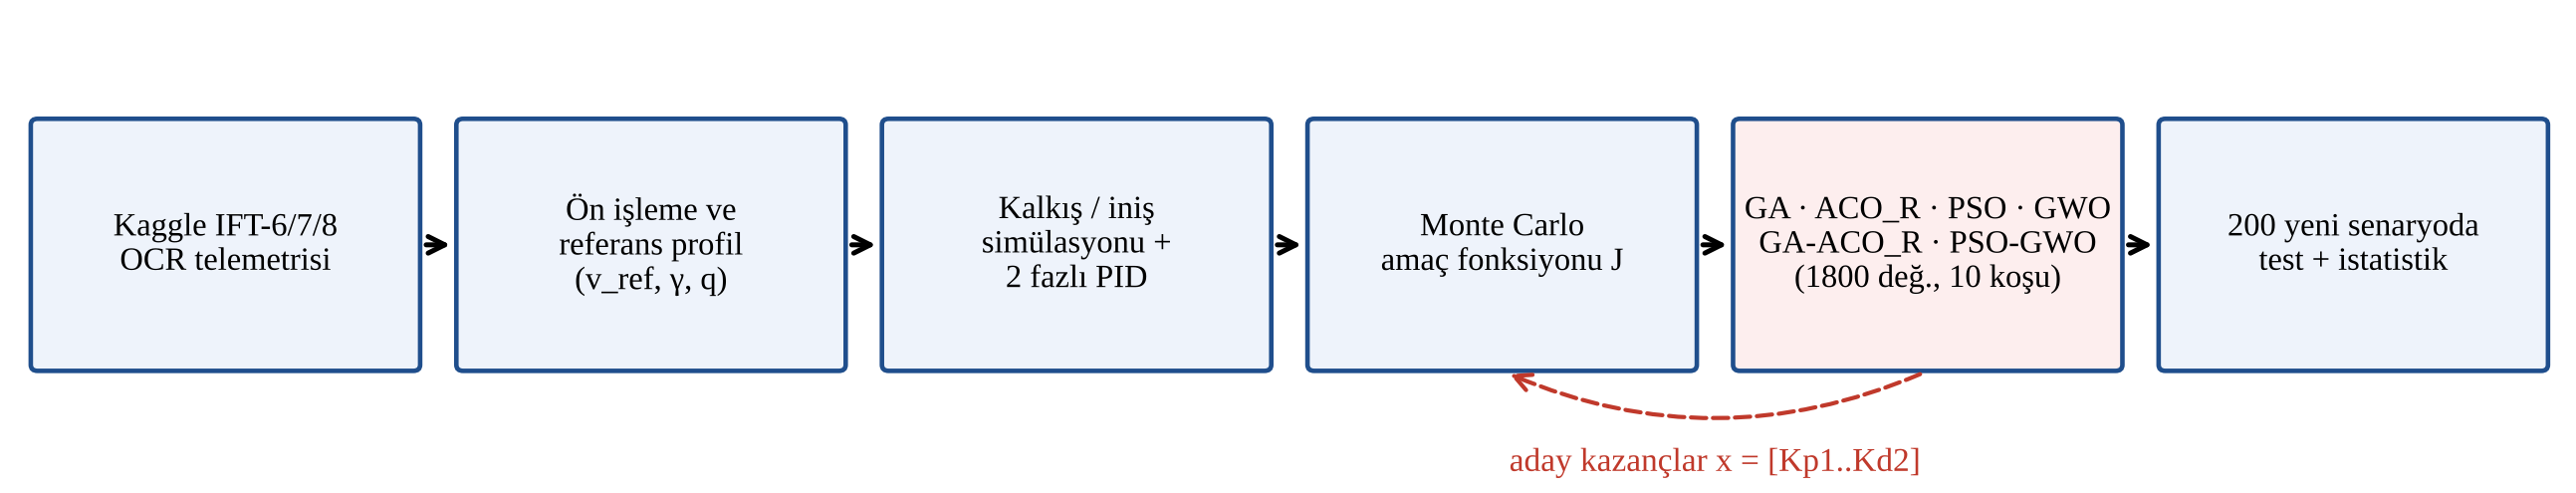 Kaggle IFT-6/7/8
OCR telemetrisi
Ön işleme ve
referans profil
(v_ref, γ, q)
Kalkış / iniş
simülasyonu +
2 fazlı PID
Monte Carlo
amaç fonksiyonu J
GA · ACO_R · PSO · GWO
GA-ACO_R · PSO-GWO
(1800 değ., 10 koşu)
200 yeni senaryoda
test + istatistik
aday kazançlar x = [Kp1..Kd2]